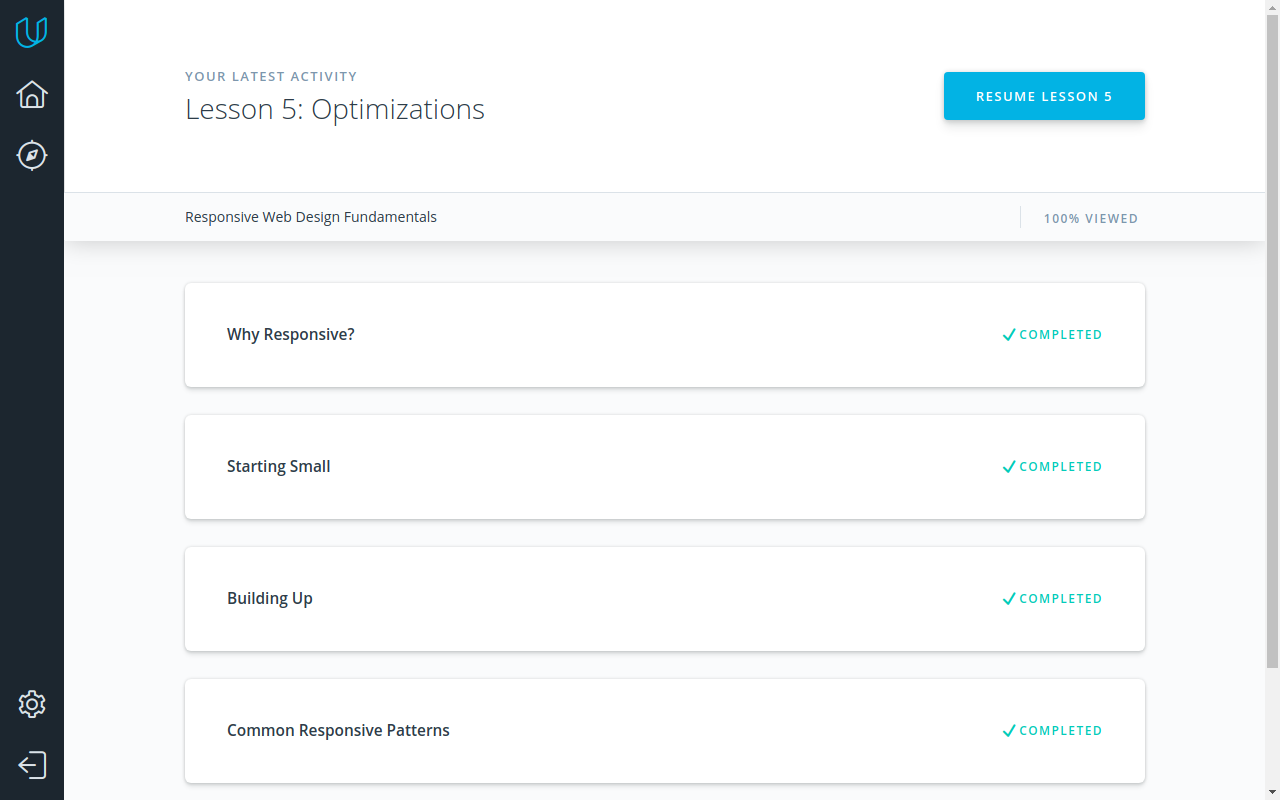 YOUR LATEST ACTIVITY
Lesson 5: Optimizations
RESUME LESSON 5
Responsive Web Design Fundamentals
100% VIEWED
Why Responsive?
COMPLETED
Starting Small
COMPLETED
Building Up
COMPLETED
Common Responsive Patterns
COMPLETED